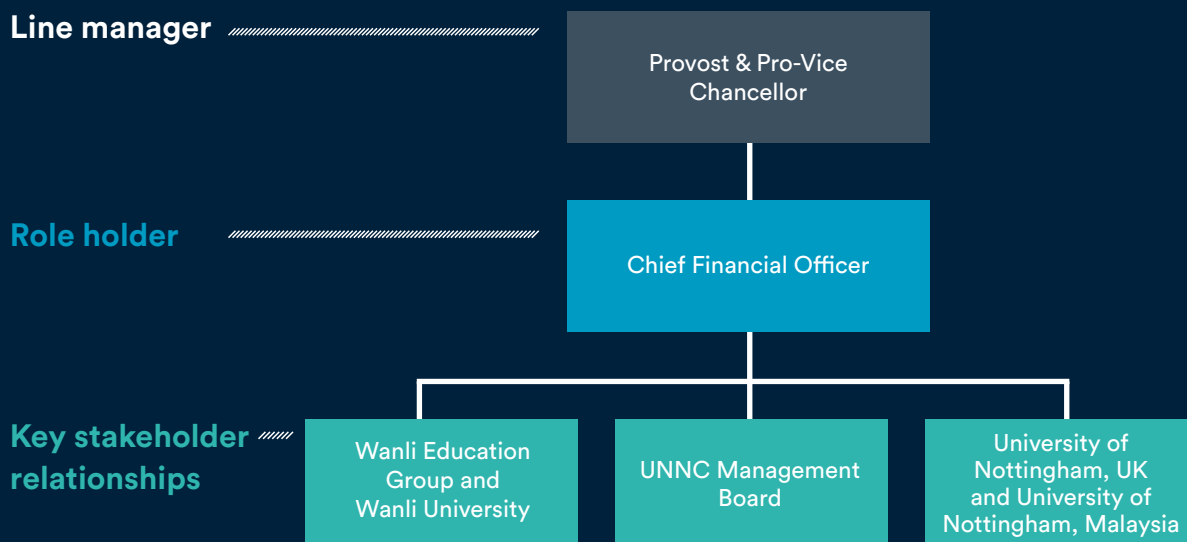 Line manager
Provost & Pro-Vice
Chancellor
Role holder
Chief Financial Officer
Key stakeholder
relationships
Wanli Education
Group and
Wanli University
UNNC Management
Board
University of
Nottingham, UK
and University of
Nottingham, Malaysia